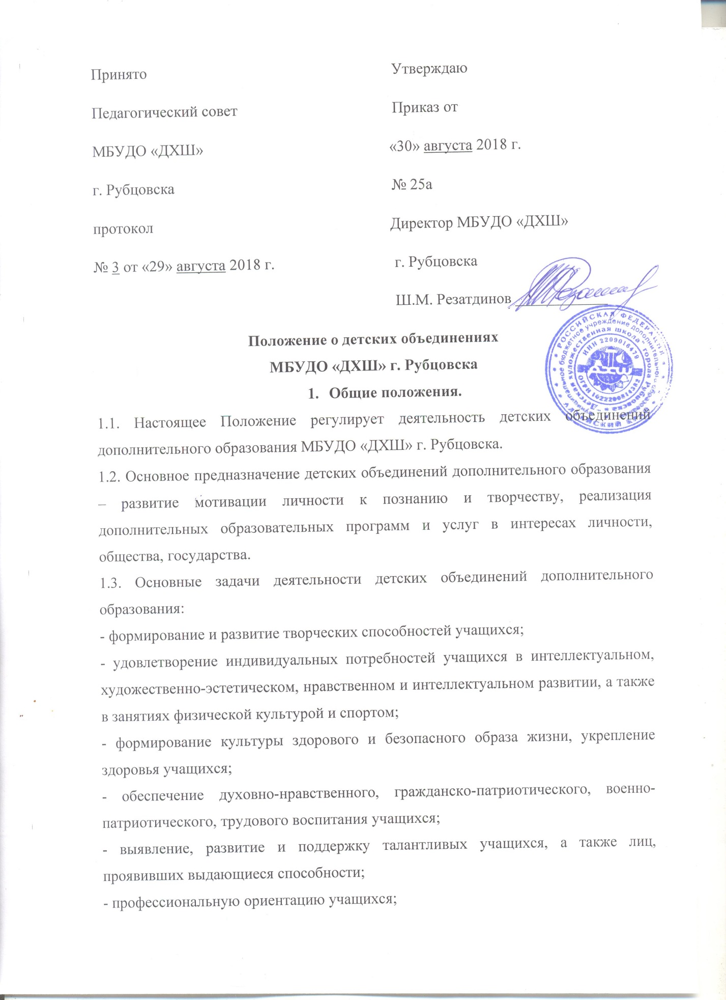 Принято
Педагогический совет
МБУДО «ДХШ»
г. Рубцовска
протокол
№ 3 от «29» августа 2018 г.
Утверждаю
Приказ от
«30» августа 2018 г.
№ 25а
Директор МБУДО «ДХШ»
г. Рубцовска
Ш.М. Резатдинов
РОССИЙСКАЯ ФЕДЕРАЦИЯ
АЛТАЙСКИЙ КРАЙ
бюджетное учреждение дополнительного
"Детская художественная школа" города Рубцовска
ИНН 2209016479
ОГРН
Положение о детских объединениях
МБУДО «ДХШ» г. Рубцовска
1. Общие положения.
1.1. Настоящее Положение регулирует деятельность детских объединений
дополнительного образования МБУДО «ДХШ» г. Рубцовска.
1.2. Основное предназначение детских объединений дополнительного образования
– развитие мотивации личности к познанию и творчеству, реализация
дополнительных образовательных программ и услуг в интересах личности,
общества, государства.
1.3. Основные задачи деятельности детских объединений дополнительного
образования:
- формирование и развитие творческих способностей учащихся;
- удовлетворение индивидуальных потребностей учащихся в интеллектуальном,
художественно-эстетическом, нравственном и интеллектуальном развитии, а также
в занятиях физической культурой и спортом;
- формирование культуры здорового и безопасного образа жизни, укрепление
здоровья учащихся;
- обеспечение духовно-нравственного, гражданско-патриотического, военно-
патриотического, трудового воспитания учащихся;
- выявление, развитие и поддержку талантливых учащихся, а также лиц,
проявивших выдающиеся способности;
- профессиональную ориентацию учащихся;